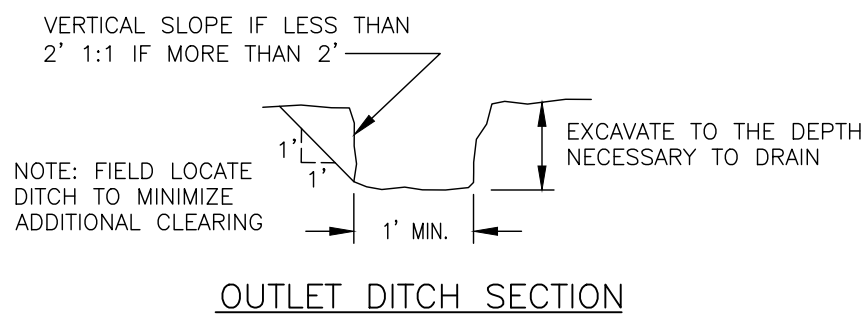 VERTICAL SLOPE IF LESS THAN
2' 1:1 IF MORE THAN 2'
1'
1'
EXCAVATE TO THE DEPTH
NECESSARY TO DRAIN
NOTE: FIELD LOCATE
DITCH TO MINIMIZE
ADDITIONAL CLEARING
1' MIN.
OUTLET DITCH SECTION